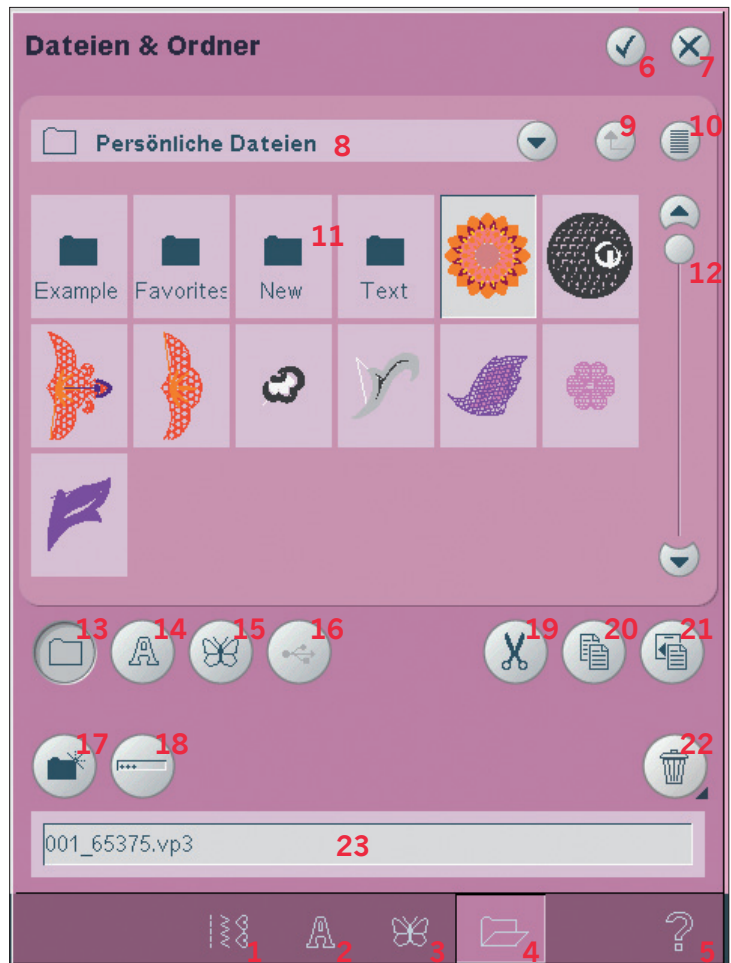 Dateien & Ordner
6 7
Persönliche Dateien 8 9 10
11
12
Example Favorites New Text
13 14 15 16 19 20 21
17 18 22
001_65375.vp3 23
1 2 3 4 ? 5